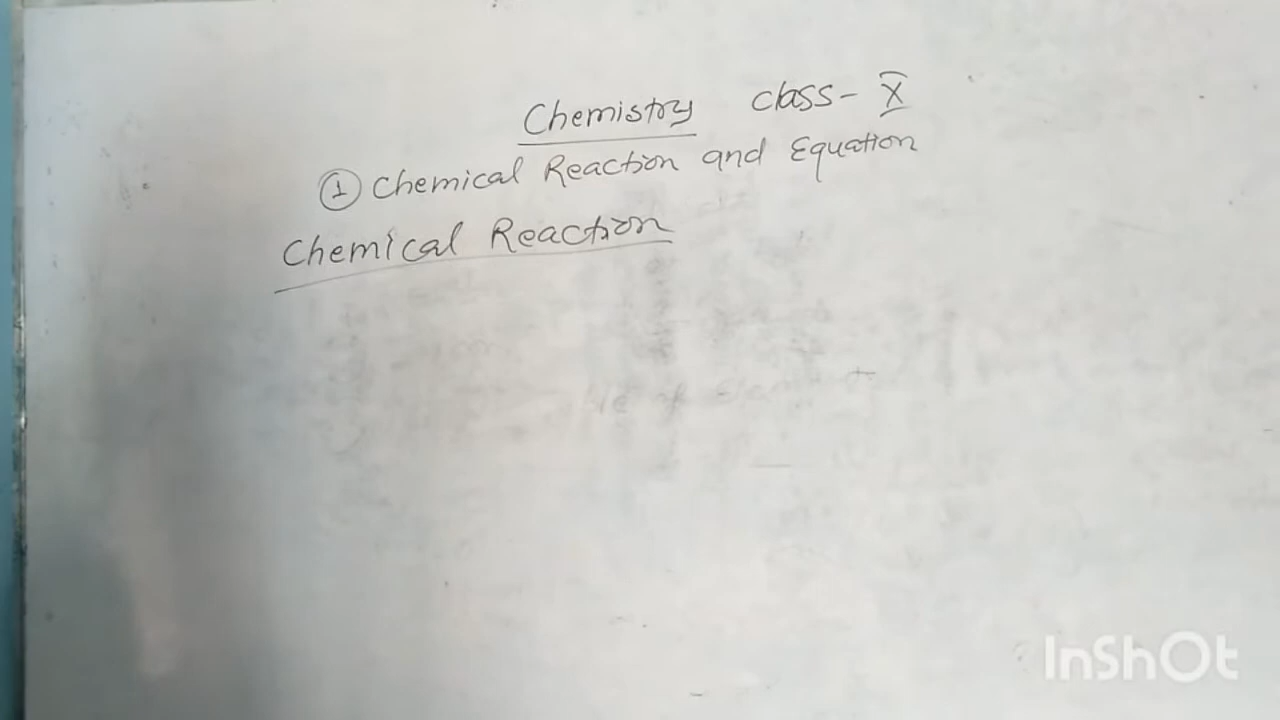 Chemistry class - X
① Chemical Reaction and Equation
Chemical Reaction
InShOt